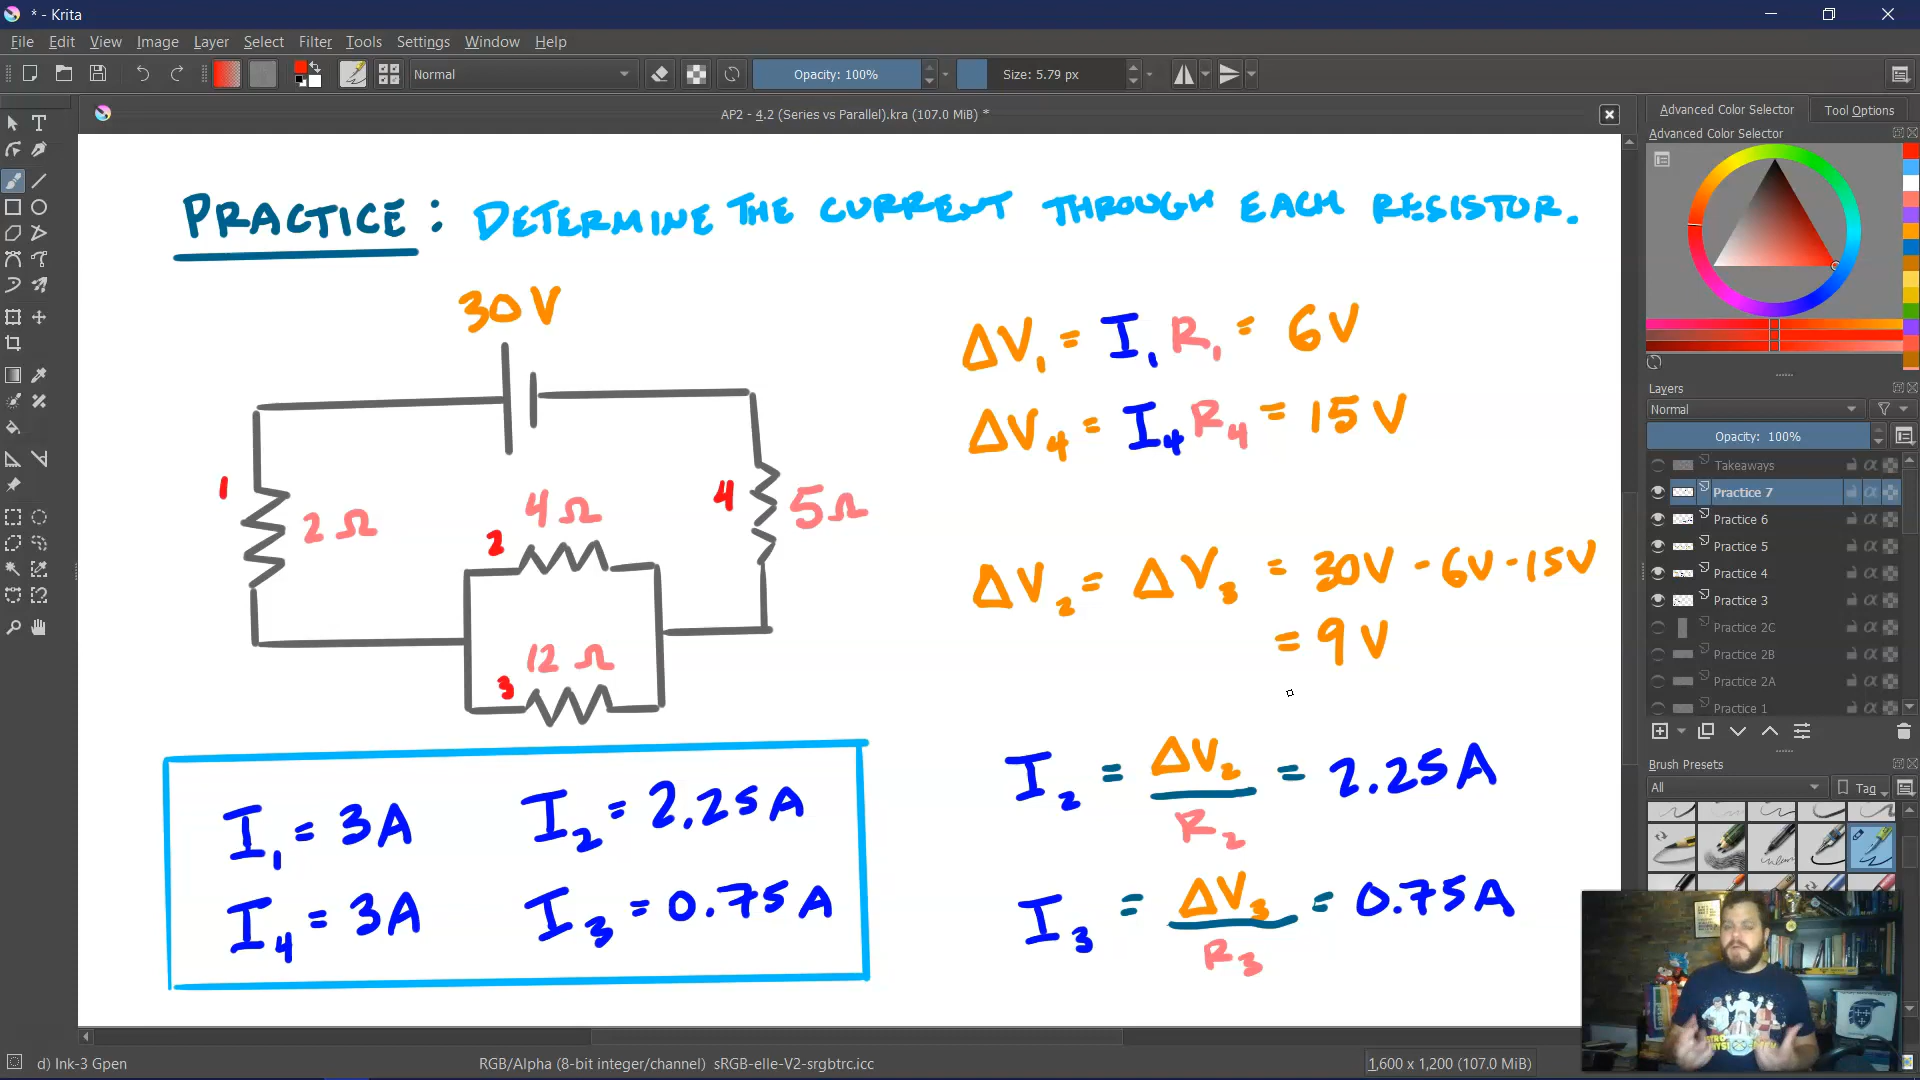 * - Krita
File Edit View Image Layer Select Filter Tools Settings Window Help
Normal Opacity: 100% Size: 5.79 px
AP2 - 4.2 (Series vs Parallel).kra (107.0 MiB) *
PRACTICE: DETERMINE THE CURRENT THROUGH EACH RESISTOR.
30V
1 2 Ω
2 4 Ω
4 5 Ω
3 12 Ω
ΔV₁ = I₁R₁ = 6V
ΔV₄ = I₄R₄ = 15V
ΔV₂ = ΔV₃ = 30V - 6V - 15V
= 9V
I₂ = ΔV₂ / R₂ = 2.25A
I₃ = ΔV₃ / R₃ = 0.75A
I₁ = 3A I₂ = 2.25A
I₄ = 3A I₃ = 0.75A
Advanced Color Selector Tool Options
Advanced Color Selector
Layers
Normal
Opacity: 100%
Takeaways
Practice 7
Practice 6
Practice 5
Practice 4
Practice 3
Practice 2C
Practice 2B
Practice 2A
Practice 1
Brush Presets
All Tag
d) Ink-3 Gpen
RGB/Alpha (8-bit integer/channel) sRGB-elle-V2-srgbtrc.icc
1,600 x 1,200 (107.0 MiB)